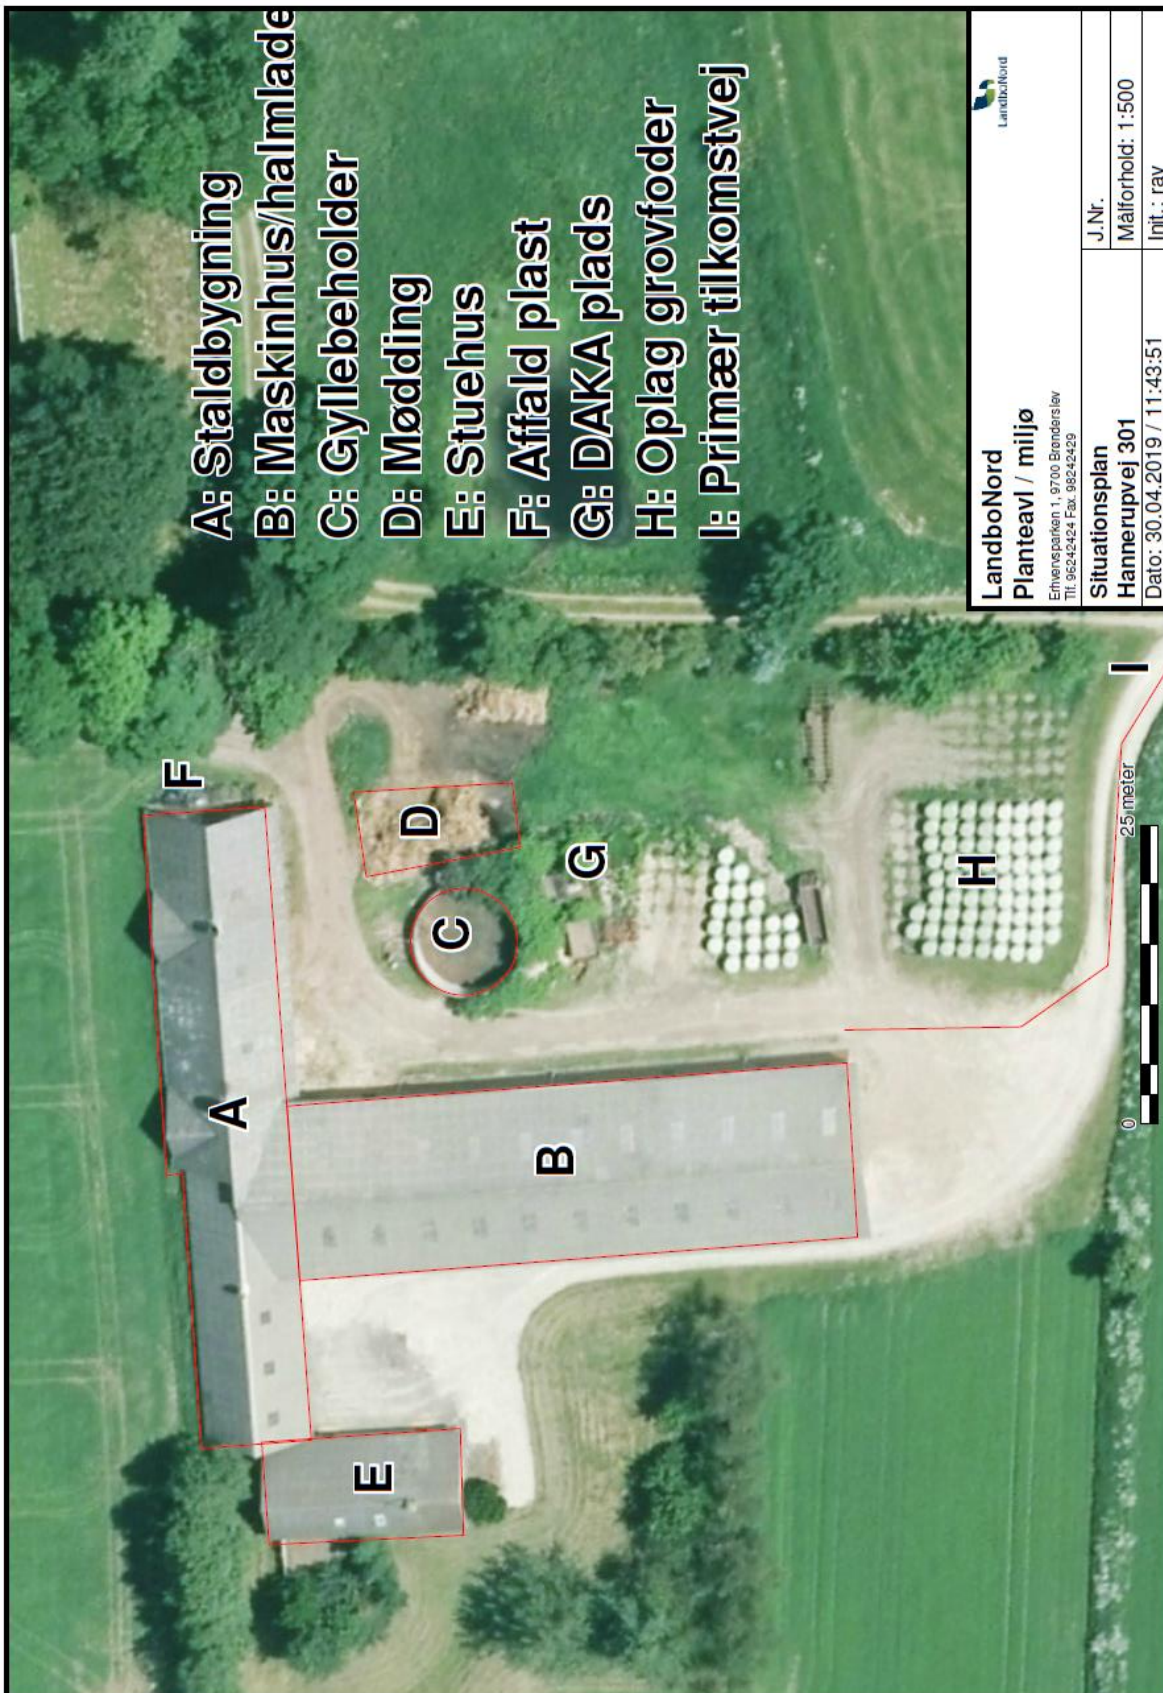 A: Staldbygning
B: Maskinhus/halmlade
C: Gyllebeholder
D: Mødding
E: Stuehus
F: Affald plast
G: DAKA plads
H: Oplag grovfoder
I: Primær tilkomstvej
F
A
D
C
G
B
E
H
I
0
25 meter
LandboNord
LandboNord
Planteavl / miljø
Erhvervsparken 1, 9700 Brønderslev
Tlf. 96242424 Fax. 98242429
Situationsplan
Hannerupvej 301
Dato: 30.04.2019 / 11:43:51
J.Nr.
Målforhold: 1:500
Init.: rav